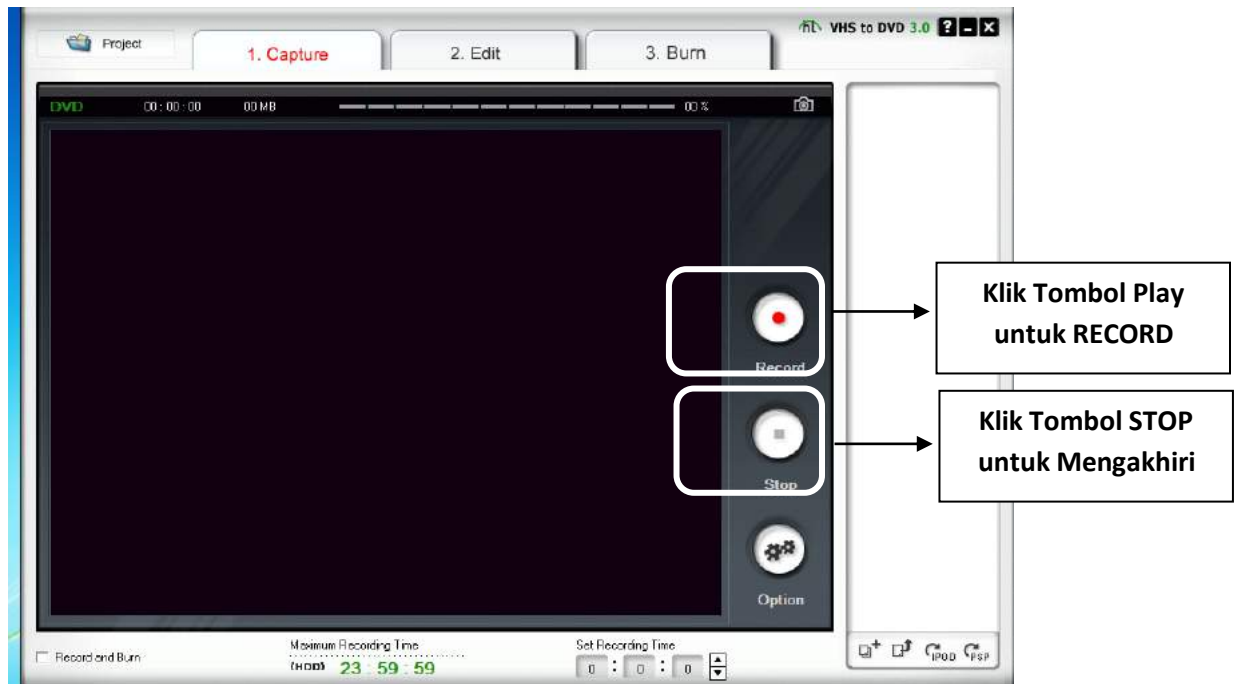 VHS to DVD 3.0
Project
1. Capture
2. Edit
3. Burn
DVD 00 : 00 : 00 00 MB 00 %
Klik Tombol Play
untuk RECORD
Record
Klik Tombol STOP
untuk Mengakhiri
Stop
Option
Record and Burn
Maximum Recording Time
(HDD) 23 : 59 : 59
Set Recording Time
0 : 0 : 0
IPOD PSP